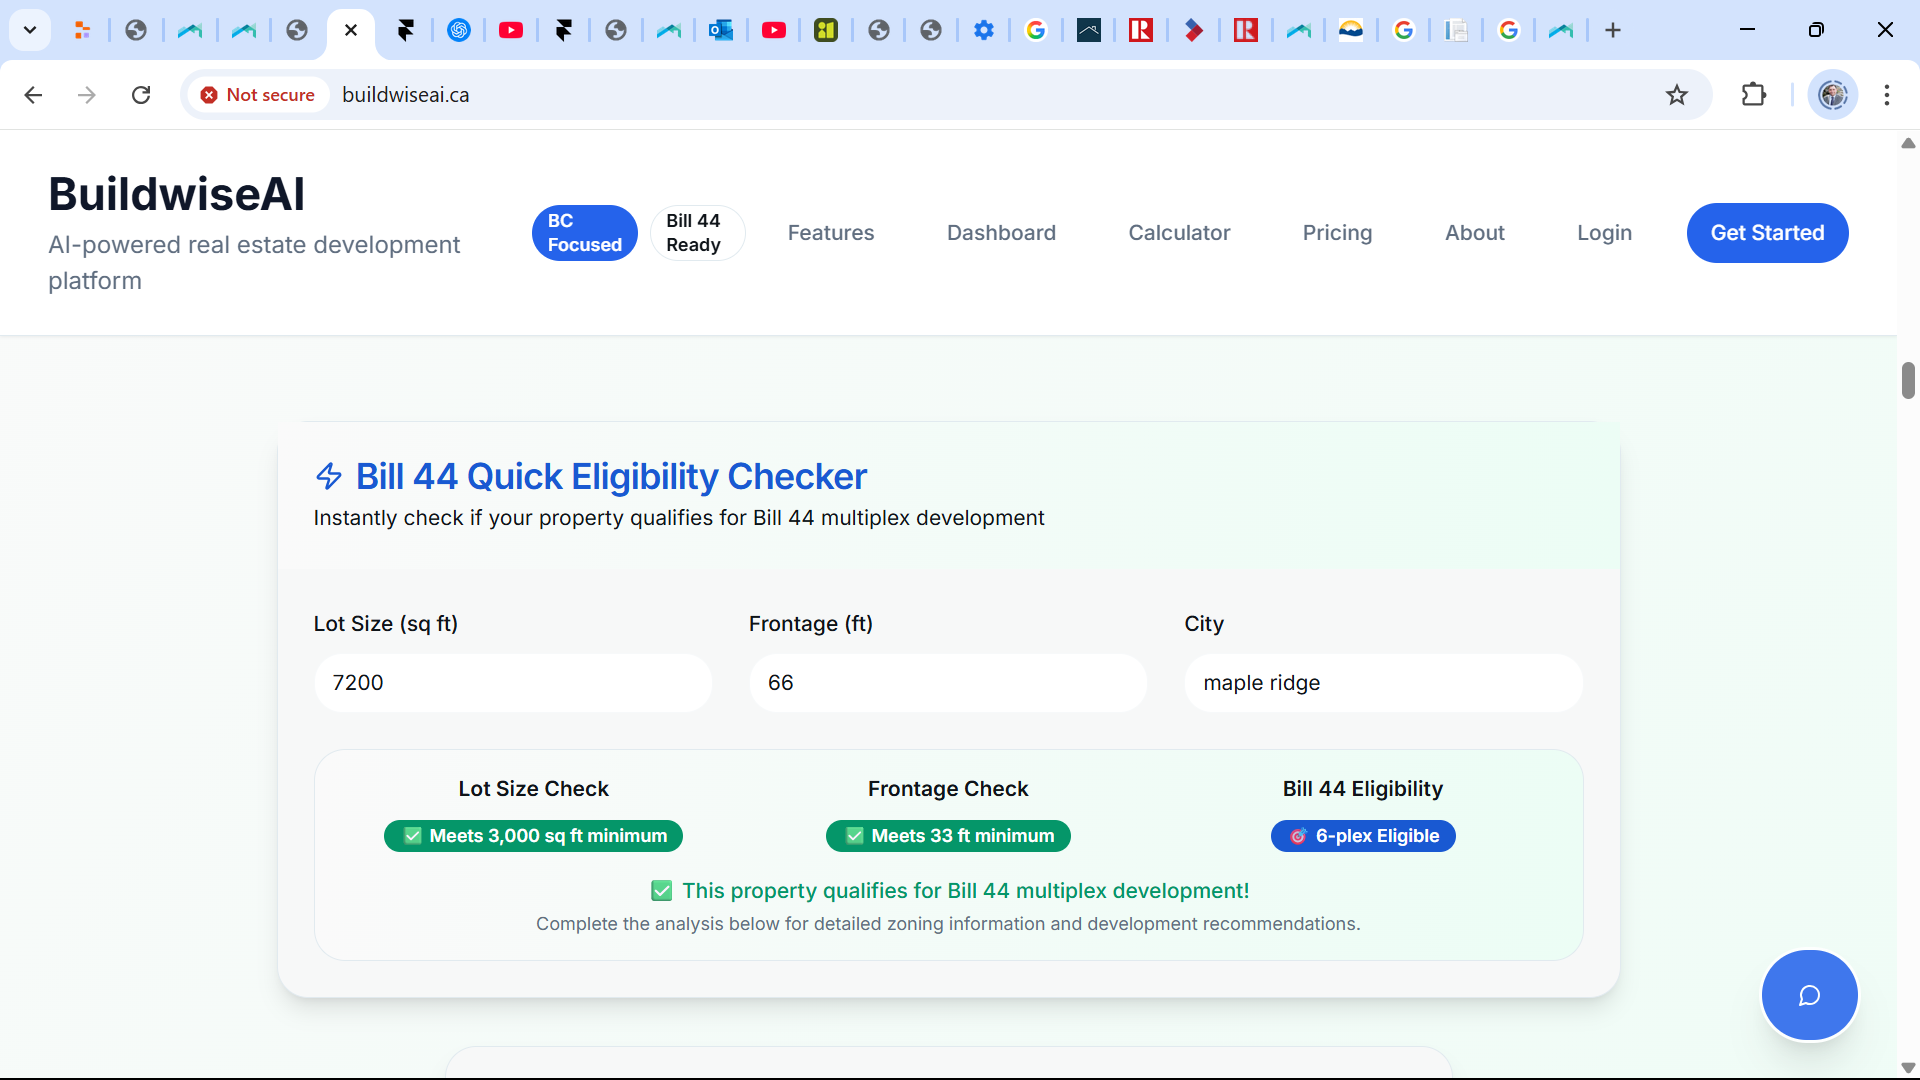 Not secure
buildwiseai.ca
BuildwiseAI
AI-powered real estate development
platform
BC
Focused
Bill 44
Ready
Features
Dashboard
Calculator
Pricing
About
Login
Get Started
Bill 44 Quick Eligibility Checker
Instantly check if your property qualifies for Bill 44 multiplex development
Lot Size (sq ft)
Frontage (ft)
City
7200
66
maple ridge
Lot Size Check
Frontage Check
Bill 44 Eligibility
✅ Meets 3,000 sq ft minimum
✅ Meets 33 ft minimum
🎯 6-plex Eligible
✅ This property qualifies for Bill 44 multiplex development!
Complete the analysis below for detailed zoning information and development recommendations.